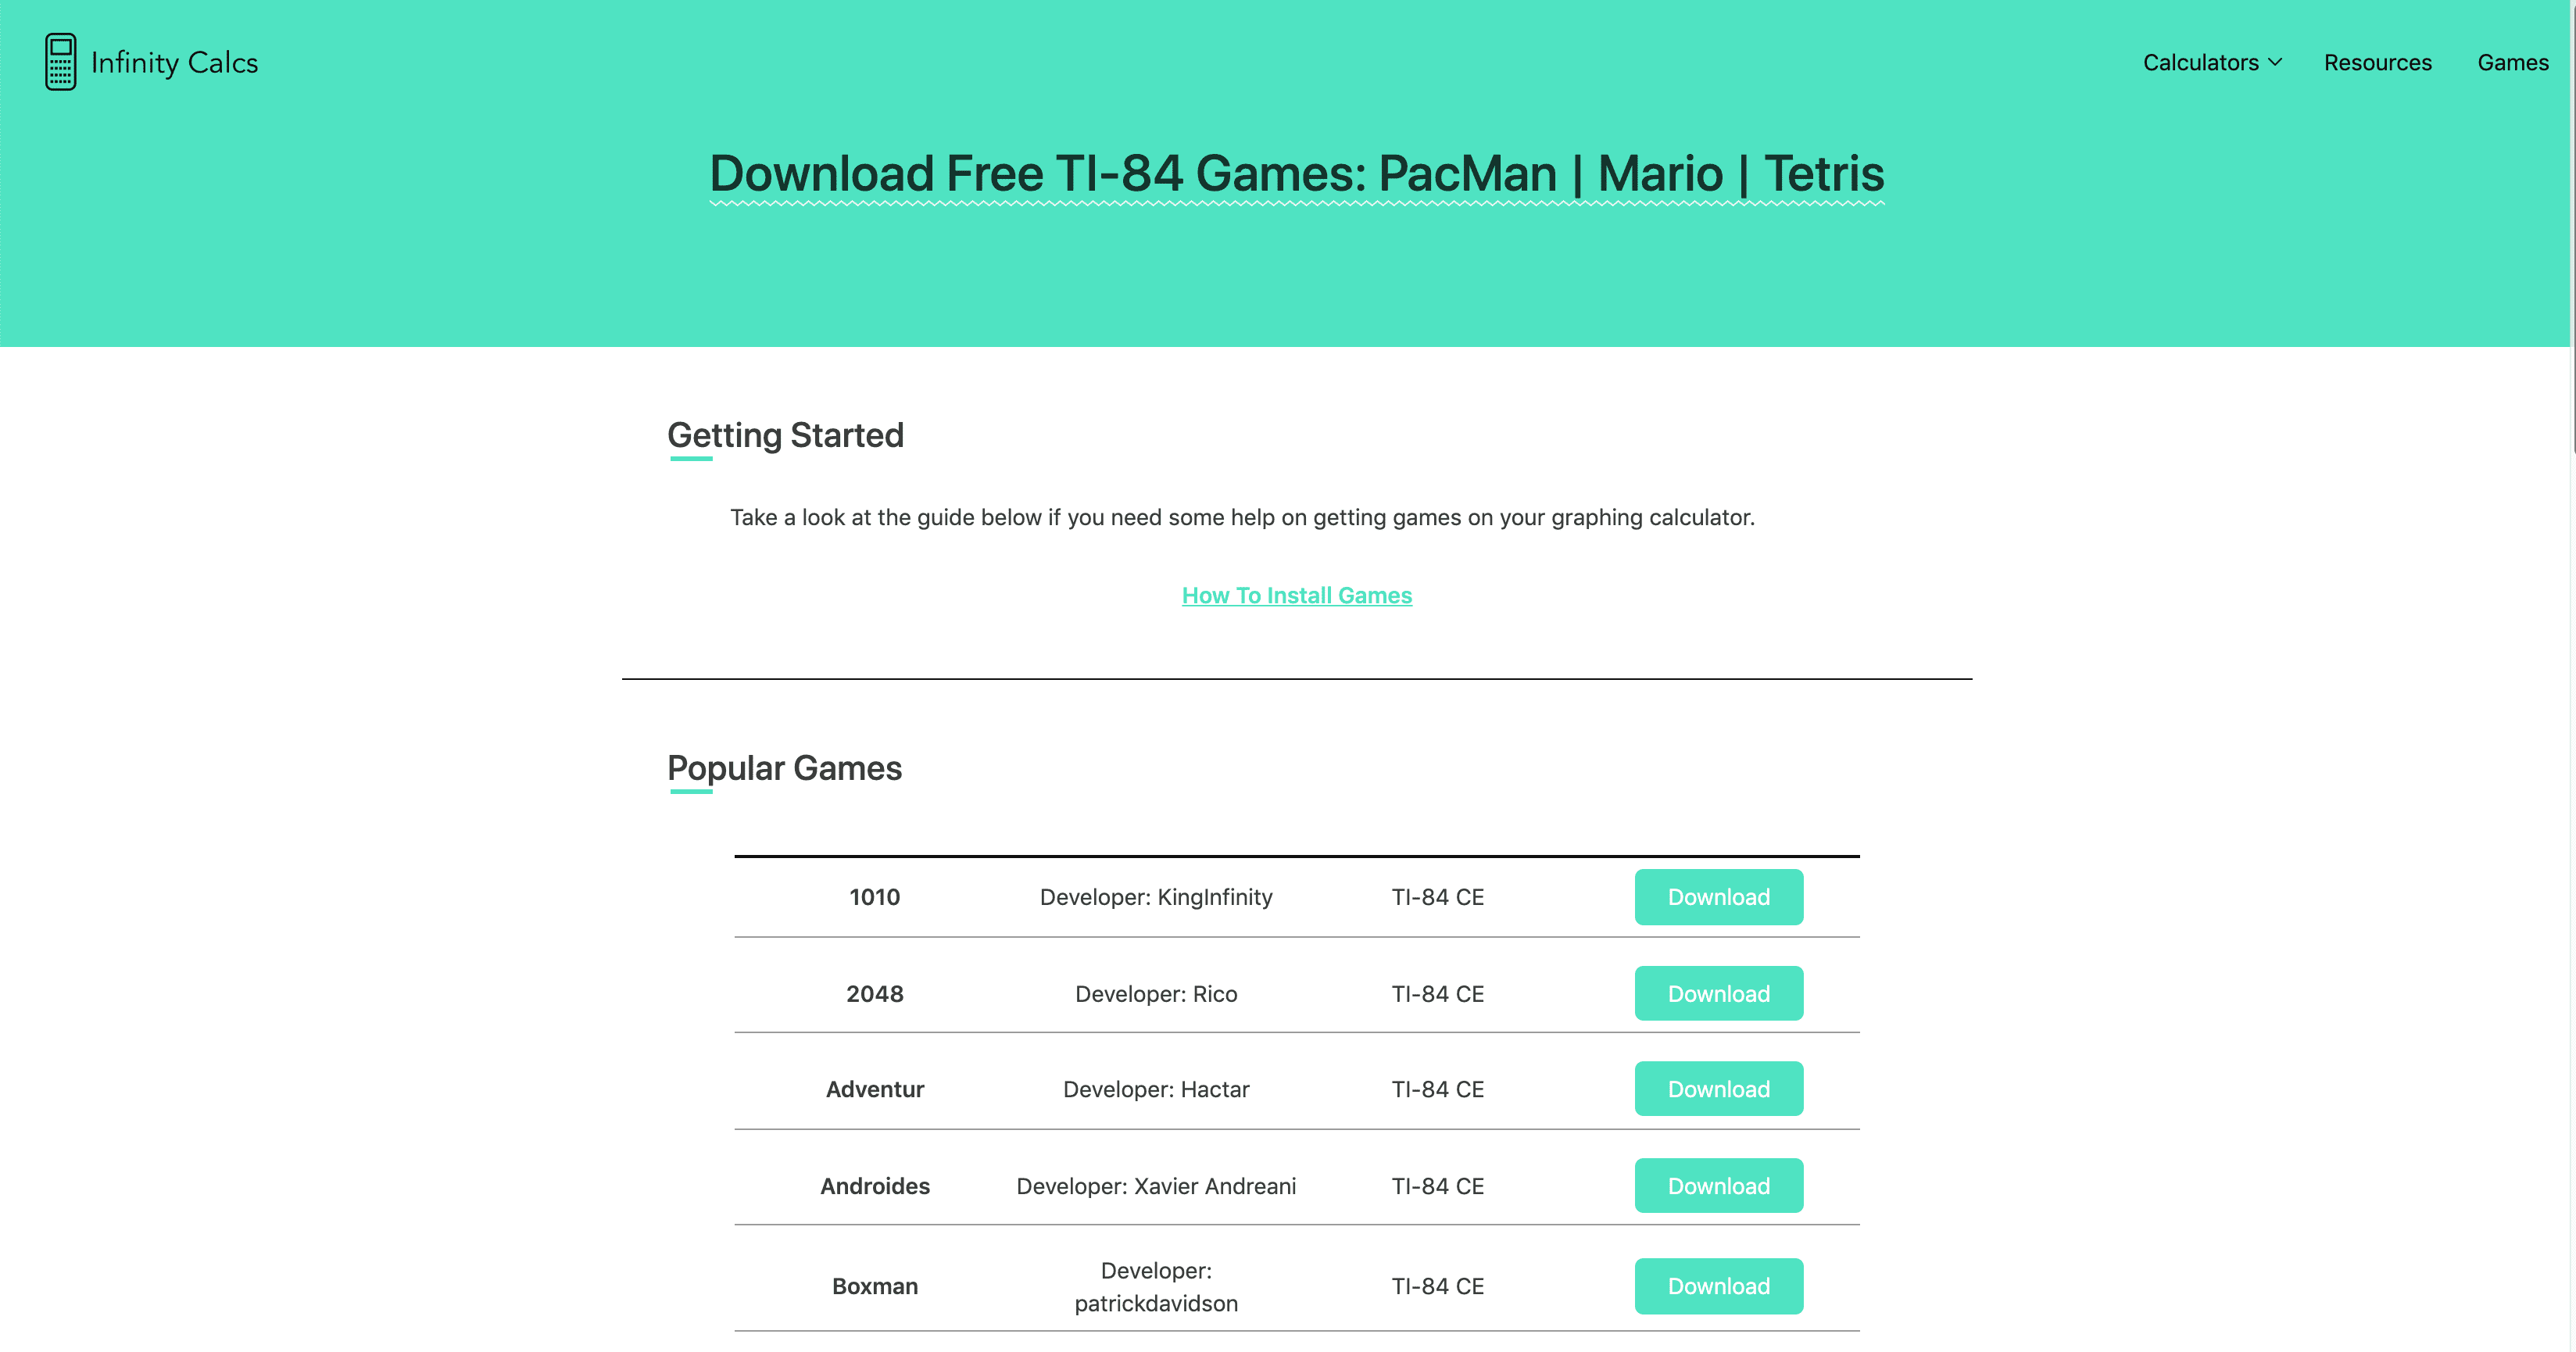 Infinity Calcs
Calculators Resources Games
Download Free TI-84 Games: PacMan | Mario | Tetris
Getting Started
Take a look at the guide below if you need some help on getting games on your graphing calculator.
How To Install Games
Popular Games
1010 Developer: KingInfinity TI-84 CE Download
2048 Developer: Rico TI-84 CE Download
Adventur Developer: Hactar TI-84 CE Download
Androides Developer: Xavier Andreani TI-84 CE Download
Boxman Developer: TI-84 CE Download
patrickdavidson